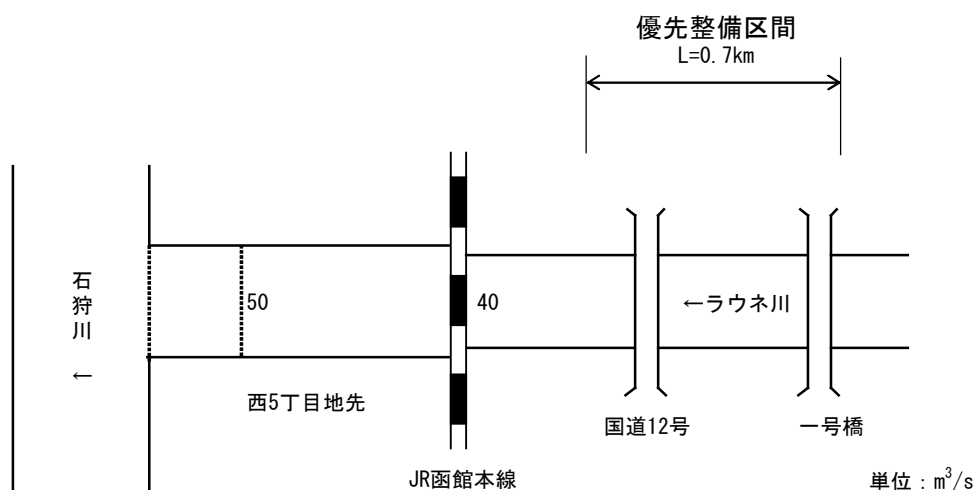 優先整備区間
L=0.7km
石狩川
←
50
40
←ラウネ川
西5丁目地先
国道12号
一号橋
JR函館本線
単位：m³/s